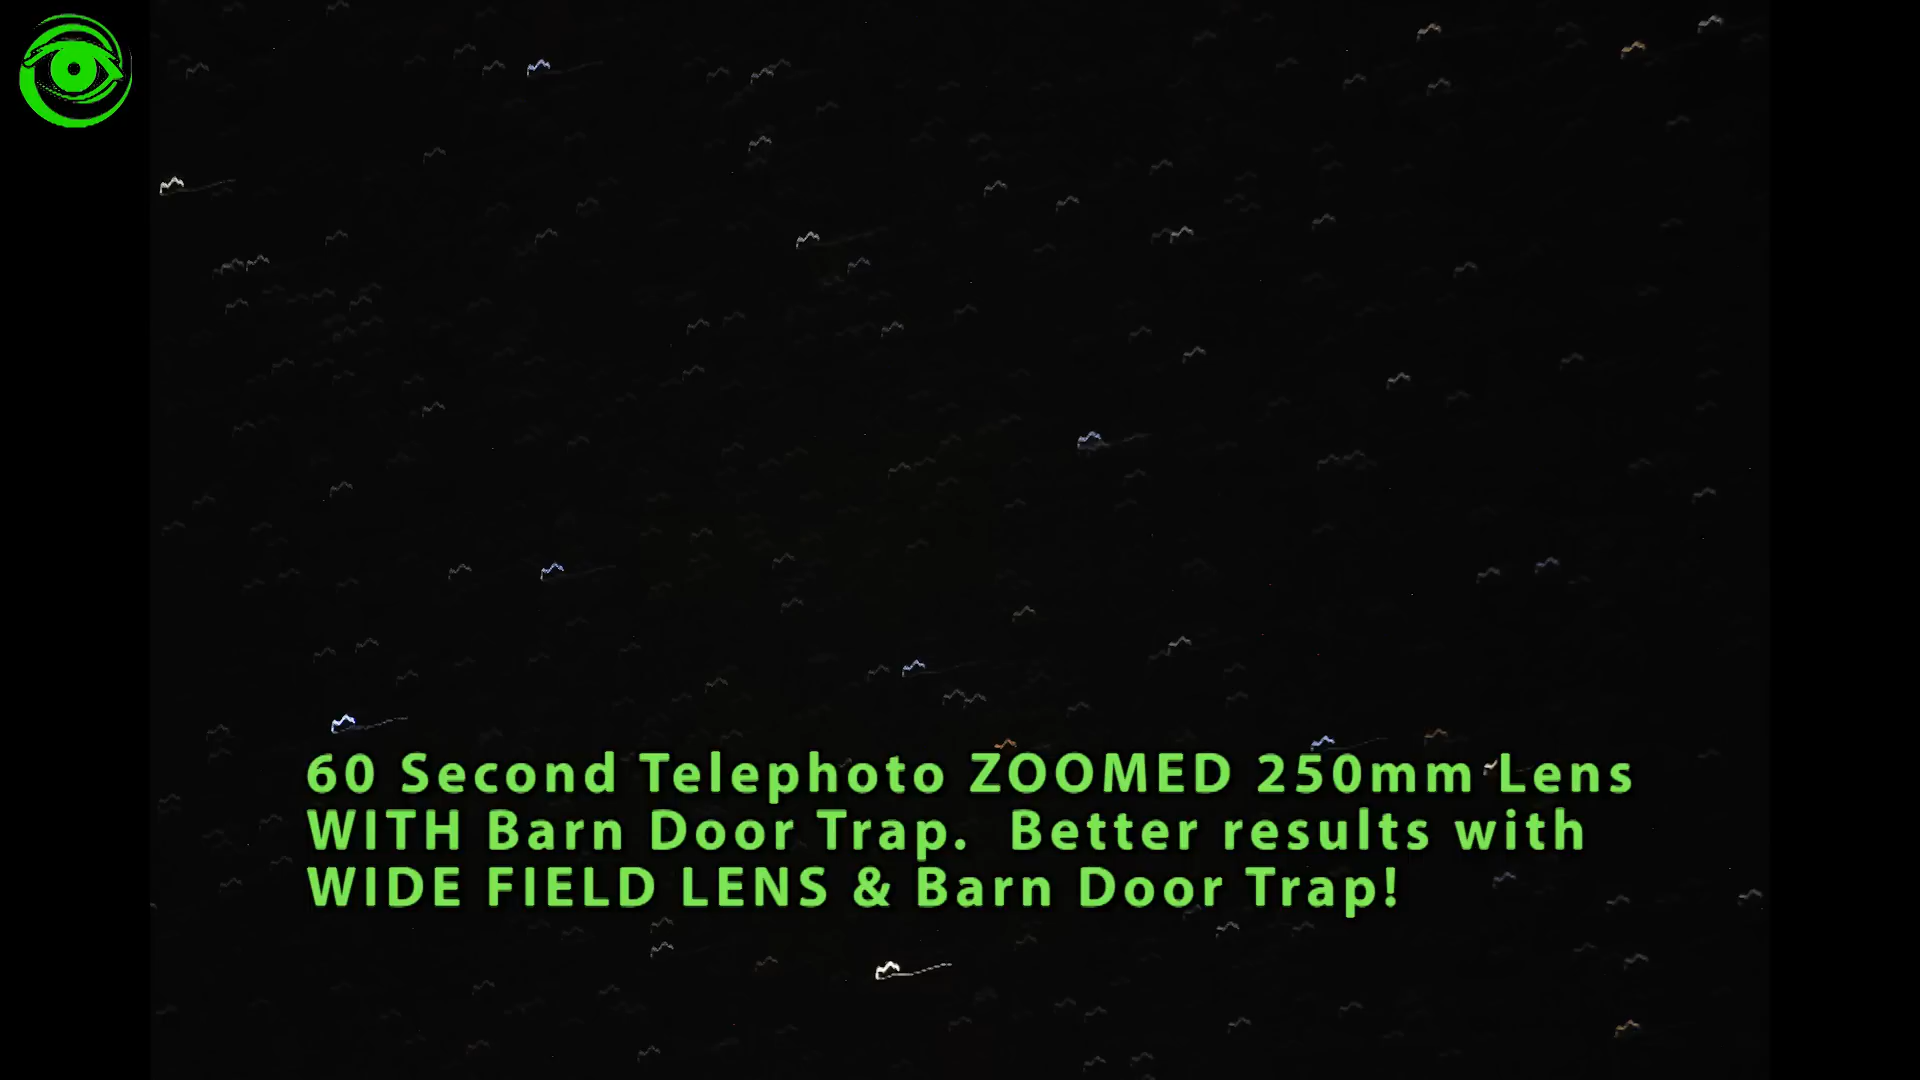 60 Second Telephoto ZOOMED 250mm Lens
WITH Barn Door Trap.  Better results with
WIDE FIELD LENS & Barn Door Trap!